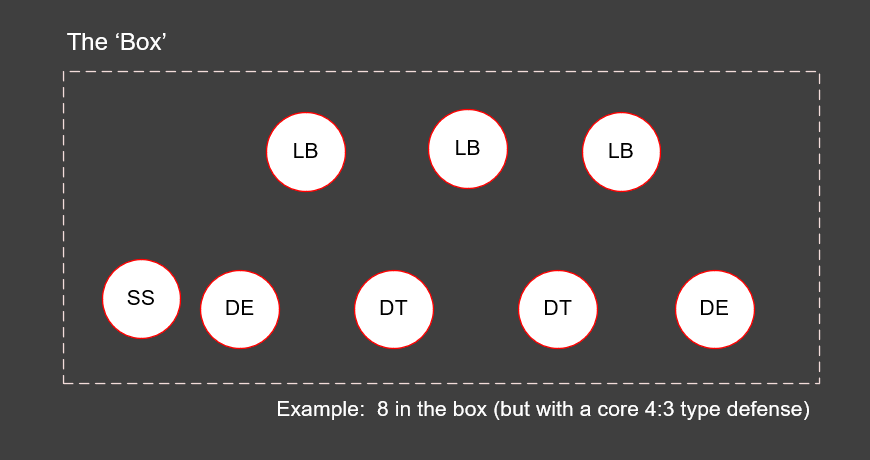 The ‘Box’
LB LB LB
SS DE DT DT DE
Example:  8 in the box (but with a core 4:3 type defense)